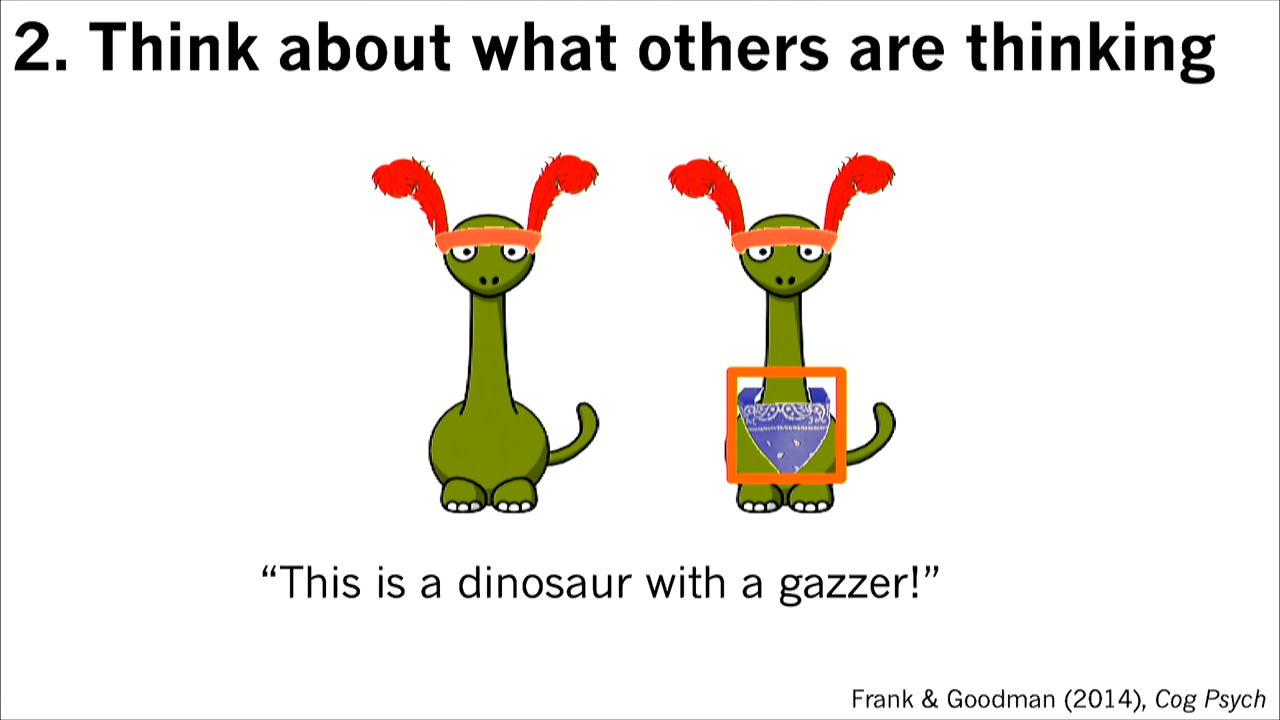 2. Think about what others are thinking
“This is a dinosaur with a gazzer!”
Frank & Goodman (2014), Cog Psych